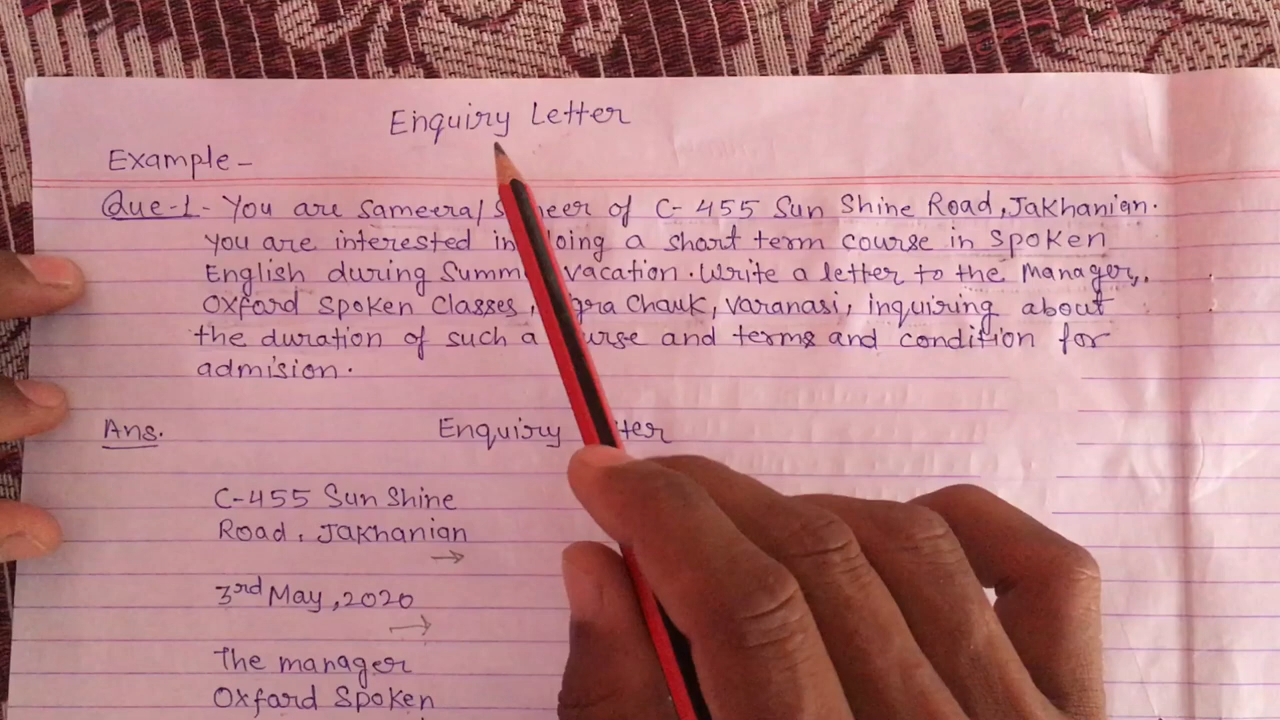 Enquiry Letter
Example-
Que-1- You are Sameera/ of C-455 Sun Shine Road, Jakhanian.
You are interested in a short term course in spoken
English during vacation. Write a letter to the Manager,
Oxford Spoken Classes, Chauk, Varanasi, inquiring about
the duration of such a and terms and condition for
admision.
Ans. Enquiry
C-455 Sun Shine
Road, Jakhanian
3rd May, 2020
The manager
Oxford Spoken